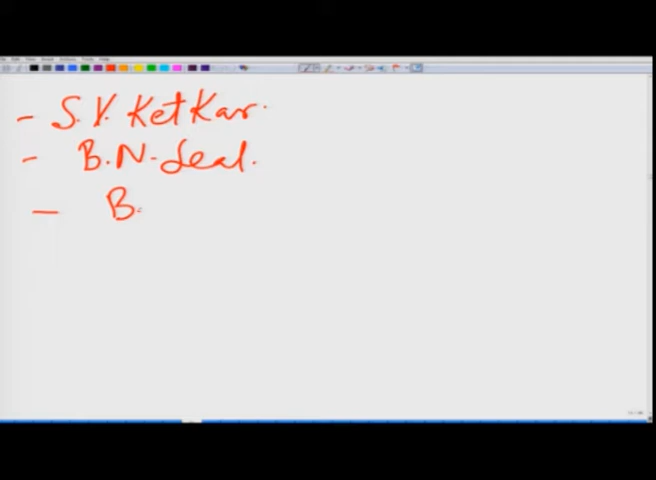 - S.V. Ketkar.
- B.N. Seal.
- B.